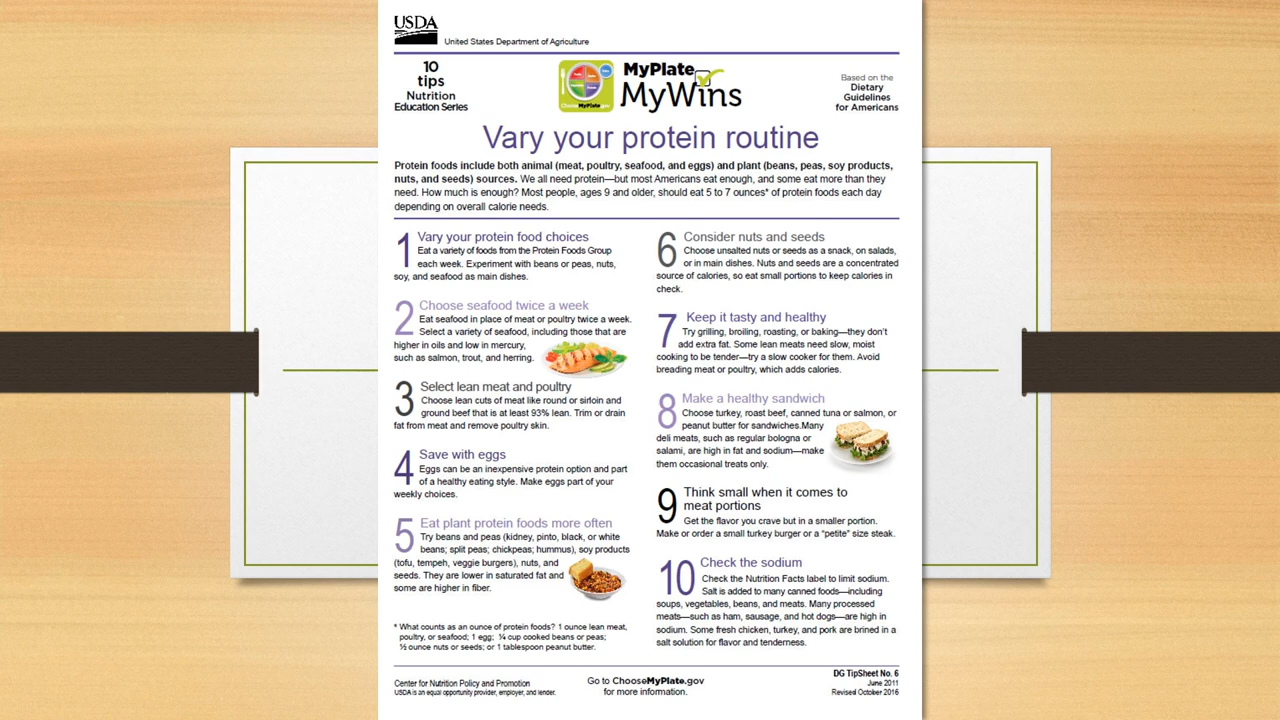 USDA
United States Department of Agriculture
10
tips
Nutrition
Education Series
ChooseMyPlate.gov
MyPlate
MyWins
Based on the
Dietary
Guidelines
for Americans
Vary your protein routine
Protein foods include both animal (meat, poultry, seafood, and eggs) and plant (beans, peas, soy products,
nuts, and seeds) sources. We all need protein—but most Americans eat enough, and some eat more than they
need. How much is enough? Most people, ages 9 and older, should eat 5 to 7 ounces* of protein foods each day
depending on overall calorie needs.
1 Vary your protein food choices
Eat a variety of foods from the Protein Foods Group
each week. Experiment with beans or peas, nuts,
soy, and seafood as main dishes.
2 Choose seafood twice a week
Eat seafood in place of meat or poultry twice a week.
Select a variety of seafood, including those that are
higher in oils and low in mercury,
such as salmon, trout, and herring.
3 Select lean meat and poultry
Choose lean cuts of meat like round or sirloin and
ground beef that is at least 93% lean. Trim or drain
fat from meat and remove poultry skin.
4 Save with eggs
Eggs can be an inexpensive protein option and part
of a healthy eating style. Make eggs part of your
weekly choices.
5 Eat plant protein foods more often
Try beans and peas (kidney, pinto, black, or white
beans; split peas; chickpeas; hummus), soy products
(tofu, tempeh, veggie burgers), nuts, and
seeds. They are lower in saturated fat and
some are higher in fiber.
* What counts as an ounce of protein foods? 1 ounce lean meat,
poultry, or seafood; 1 egg; ¼ cup cooked beans or peas;
½ ounce nuts or seeds; or 1 tablespoon peanut butter.
6 Consider nuts and seeds
Choose unsalted nuts or seeds as a snack, on salads,
or in main dishes. Nuts and seeds are a concentrated
source of calories, so eat small portions to keep calories in
check.
7 Keep it tasty and healthy
Try grilling, broiling, roasting, or baking—they don’t
add extra fat. Some lean meats need slow, moist
cooking to be tender—try a slow cooker for them. Avoid
breading meat or poultry, which adds calories.
8 Make a healthy sandwich
Choose turkey, roast beef, canned tuna or salmon, or
peanut butter for sandwiches.Many
deli meats, such as regular bologna or
salami, are high in fat and sodium—make
them occasional treats only.
9 Think small when it comes to
meat portions
Get the flavor you crave but in a smaller portion.
Make or order a small turkey burger or a “petite” size steak.
10 Check the sodium
Check the Nutrition Facts label to limit sodium.
Salt is added to many canned foods—including
soups, vegetables, beans, and meats. Many processed
meats—such as ham, sausage, and hot dogs—are high in
sodium. Some fresh chicken, turkey, and pork are brined in a
salt solution for flavor and tenderness.
Center for Nutrition Policy and Promotion
USDA is an equal opportunity provider, employer, and lender.
Go to ChooseMyPlate.gov
for more information.
DG TipSheet No. 6
June 2011
Revised October 2016